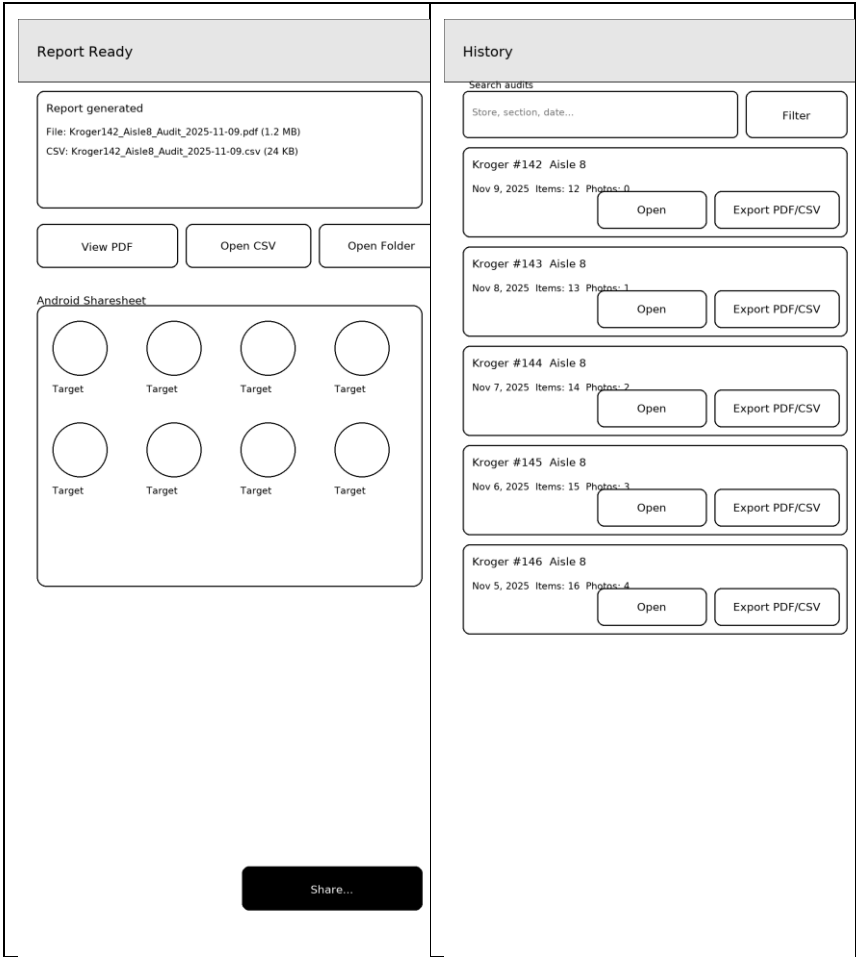 Report Ready
Report generated
File: Kroger142_Aisle8_Audit_2025-11-09.pdf (1.2 MB)
CSV: Kroger142_Aisle8_Audit_2025-11-09.csv (24 KB)
View PDF
Open CSV
Open Folder
Android Sharesheet
Target
Target
Target
Target
Target
Target
Target
Target
Share...
History
Search audits
Store, section, date...
Filter
Kroger #142 Aisle 8
Nov 9, 2025 Items: 12 Photos: 0
Open
Export PDF/CSV
Kroger #143 Aisle 8
Nov 8, 2025 Items: 13 Photos: 1
Open
Export PDF/CSV
Kroger #144 Aisle 8
Nov 7, 2025 Items: 14 Photos: 2
Open
Export PDF/CSV
Kroger #145 Aisle 8
Nov 6, 2025 Items: 15 Photos: 3
Open
Export PDF/CSV
Kroger #146 Aisle 8
Nov 5, 2025 Items: 16 Photos: 4
Open
Export PDF/CSV